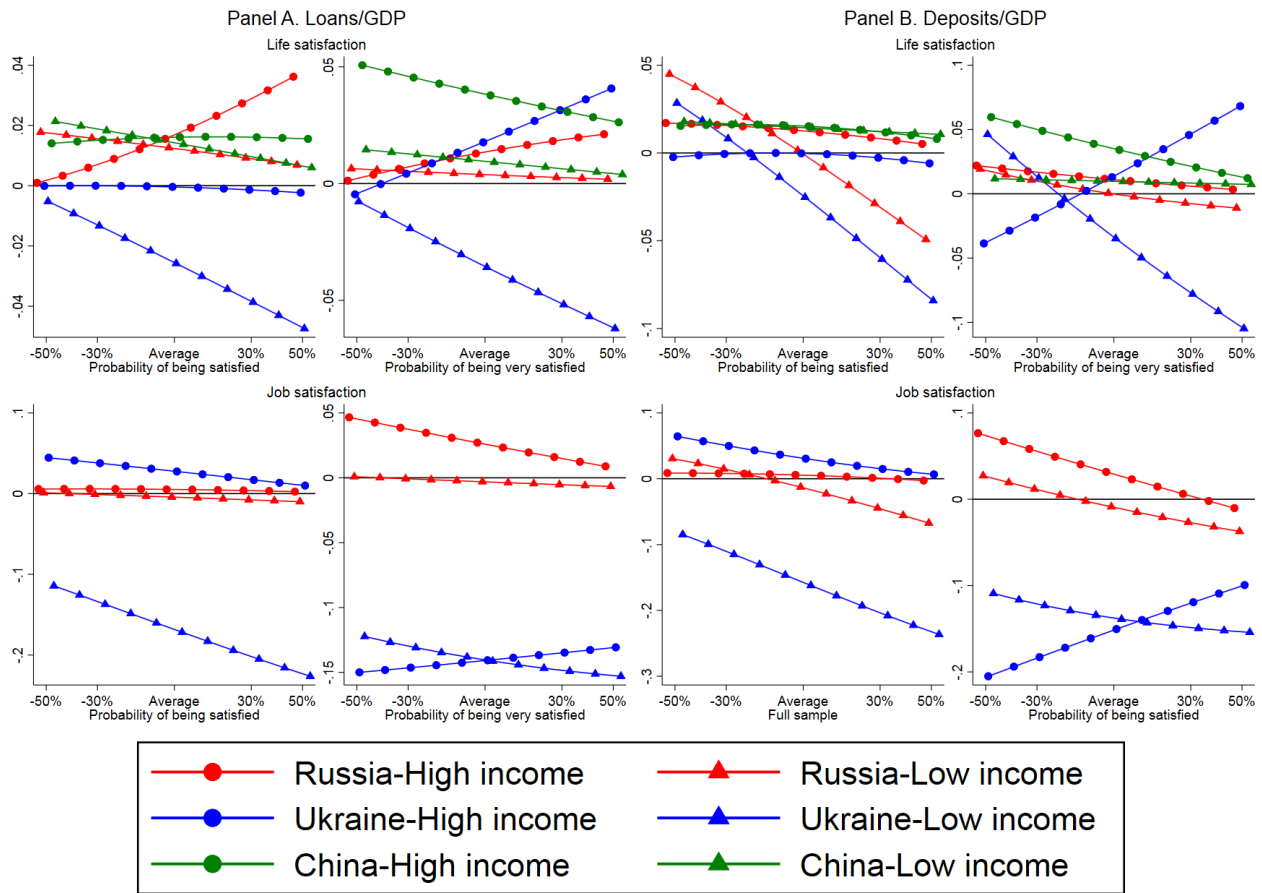 Panel A. Loans/GDP
Panel B. Deposits/GDP
Life satisfaction
Life satisfaction
.04
.02
0
-.02
-.04
-50%
-30%
Average
30%
50%
Probability of being satisfied
.05
0
-.05
-50%
-30%
Average
30%
50%
Probability of being very satisfied
.05
0
-.05
-.1
-50%
-30%
Average
30%
50%
Probability of being satisfied
.1
.05
0
-.05
-.1
-50%
-30%
Average
30%
50%
Probability of being very satisfied
Job satisfaction
Job satisfaction
.1
0
-.1
-.2
-50%
-30%
Average
30%
50%
Probability of being satisfied
.05
0
-.05
-.1
-.15
-50%
-30%
Average
30%
50%
Probability of being very satisfied
.1
0
-.1
-.2
-.3
-50%
-30%
Average
30%
50%
Full sample
.1
0
-.1
-.2
-50%
-30%
Average
30%
50%
Probability of being satisfied
Russia-High income
Russia-Low income
Ukraine-High income
Ukraine-Low income
China-High income
China-Low income